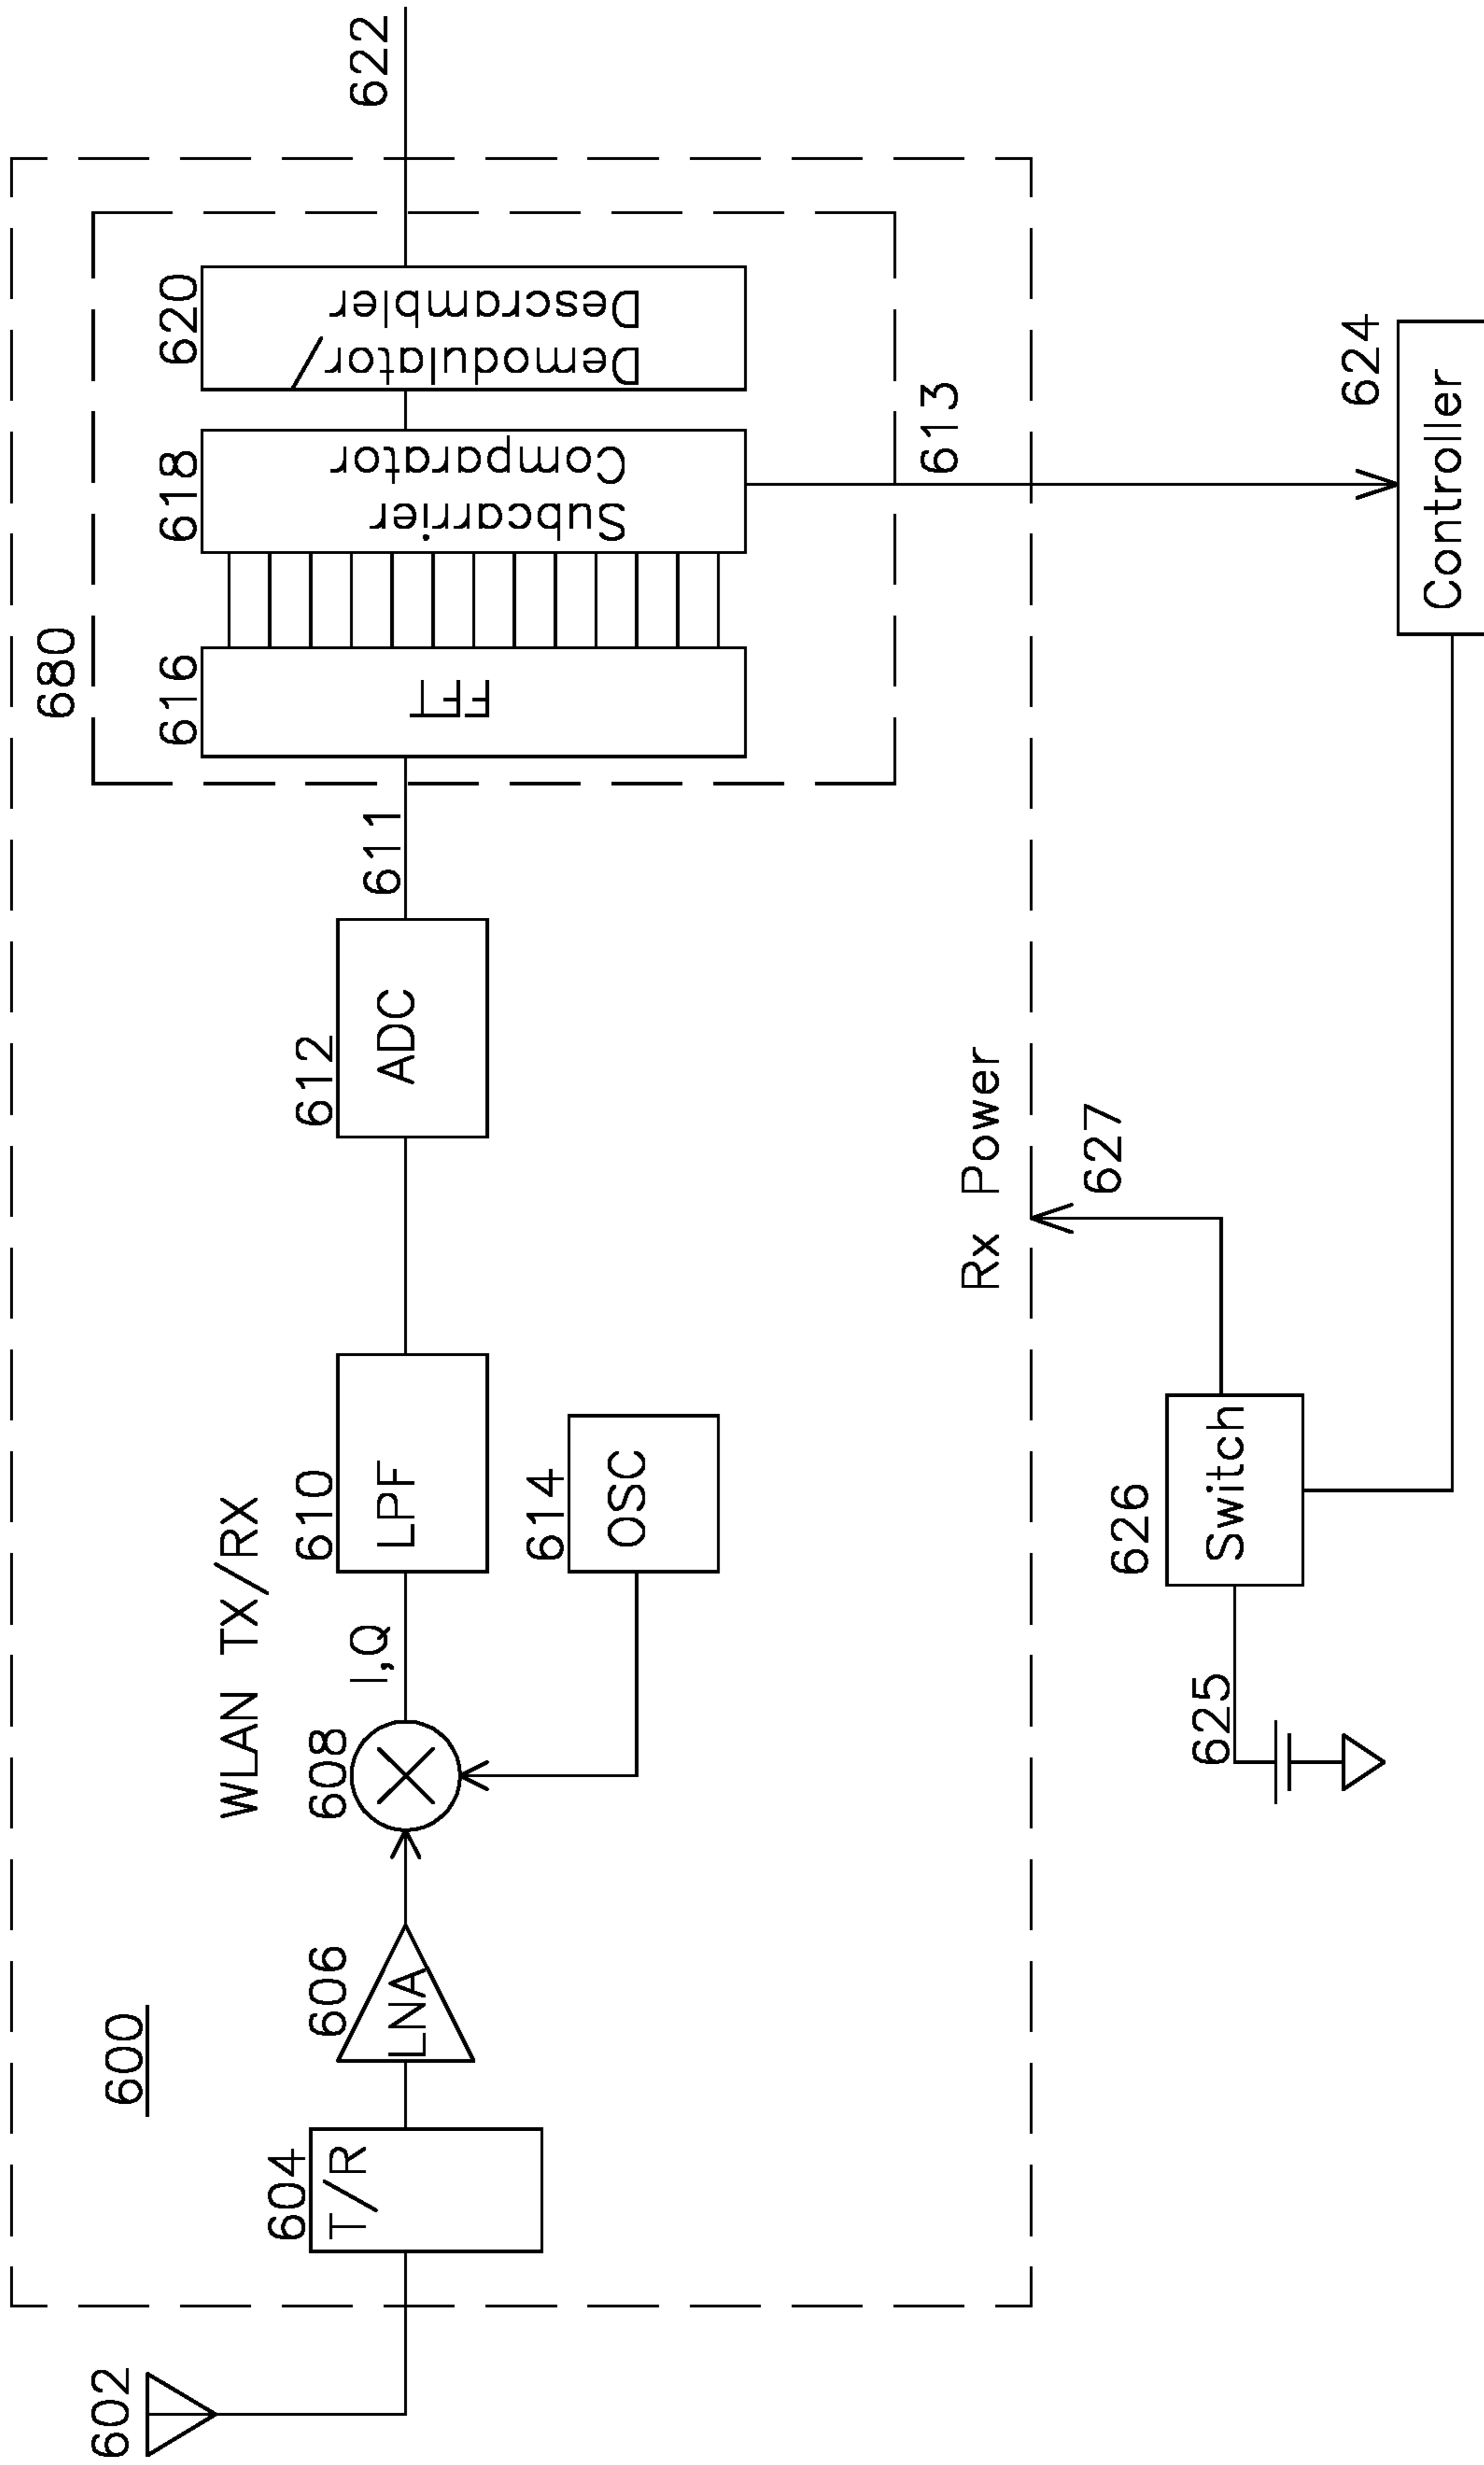 600
WLAN TX/RX
680
602
604
T/R
606
LNA
608
I,Q
610
LPF
614
OSC
612
ADC
611
616
FFT
618
Subcarrier
Comparator
620
Demodulator/
Descrambler
622
613
Rx Power
627
625
626
Switch
624
Controller